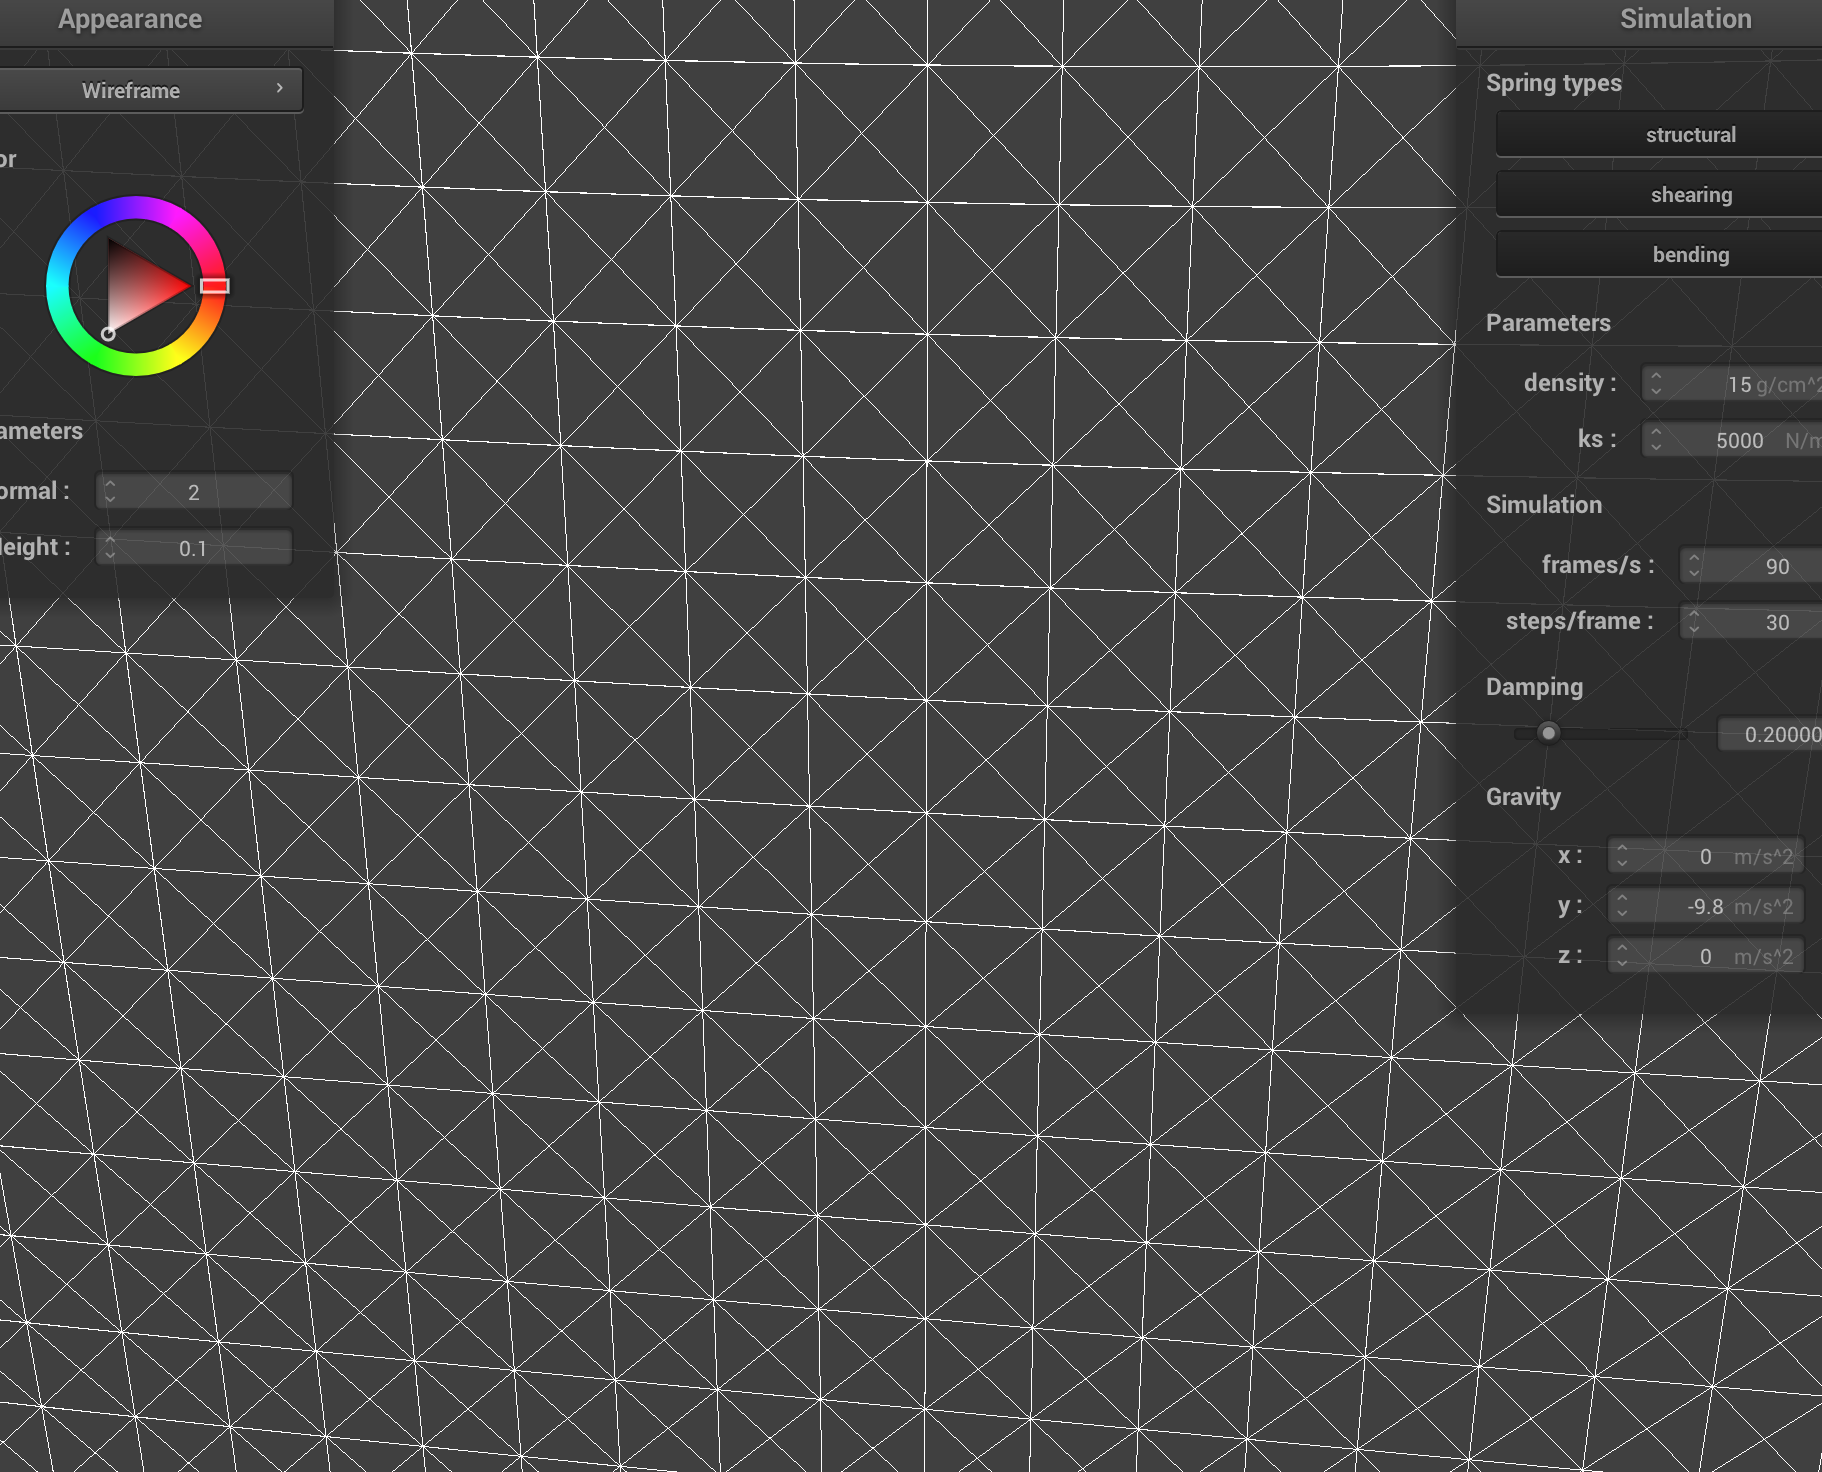 Appearance
Wireframe
or
ameters
ormal :
2
leight :
0.1
Simulation
Spring types
structural
shearing
bending
Parameters
density :
15 g/cm^2
ks :
5000 N/m
Simulation
frames/s :
90
steps/frame :
30
Damping
0.20000
Gravity
x :
0 m/s^2
y :
-9.8 m/s^2
z :
0 m/s^2